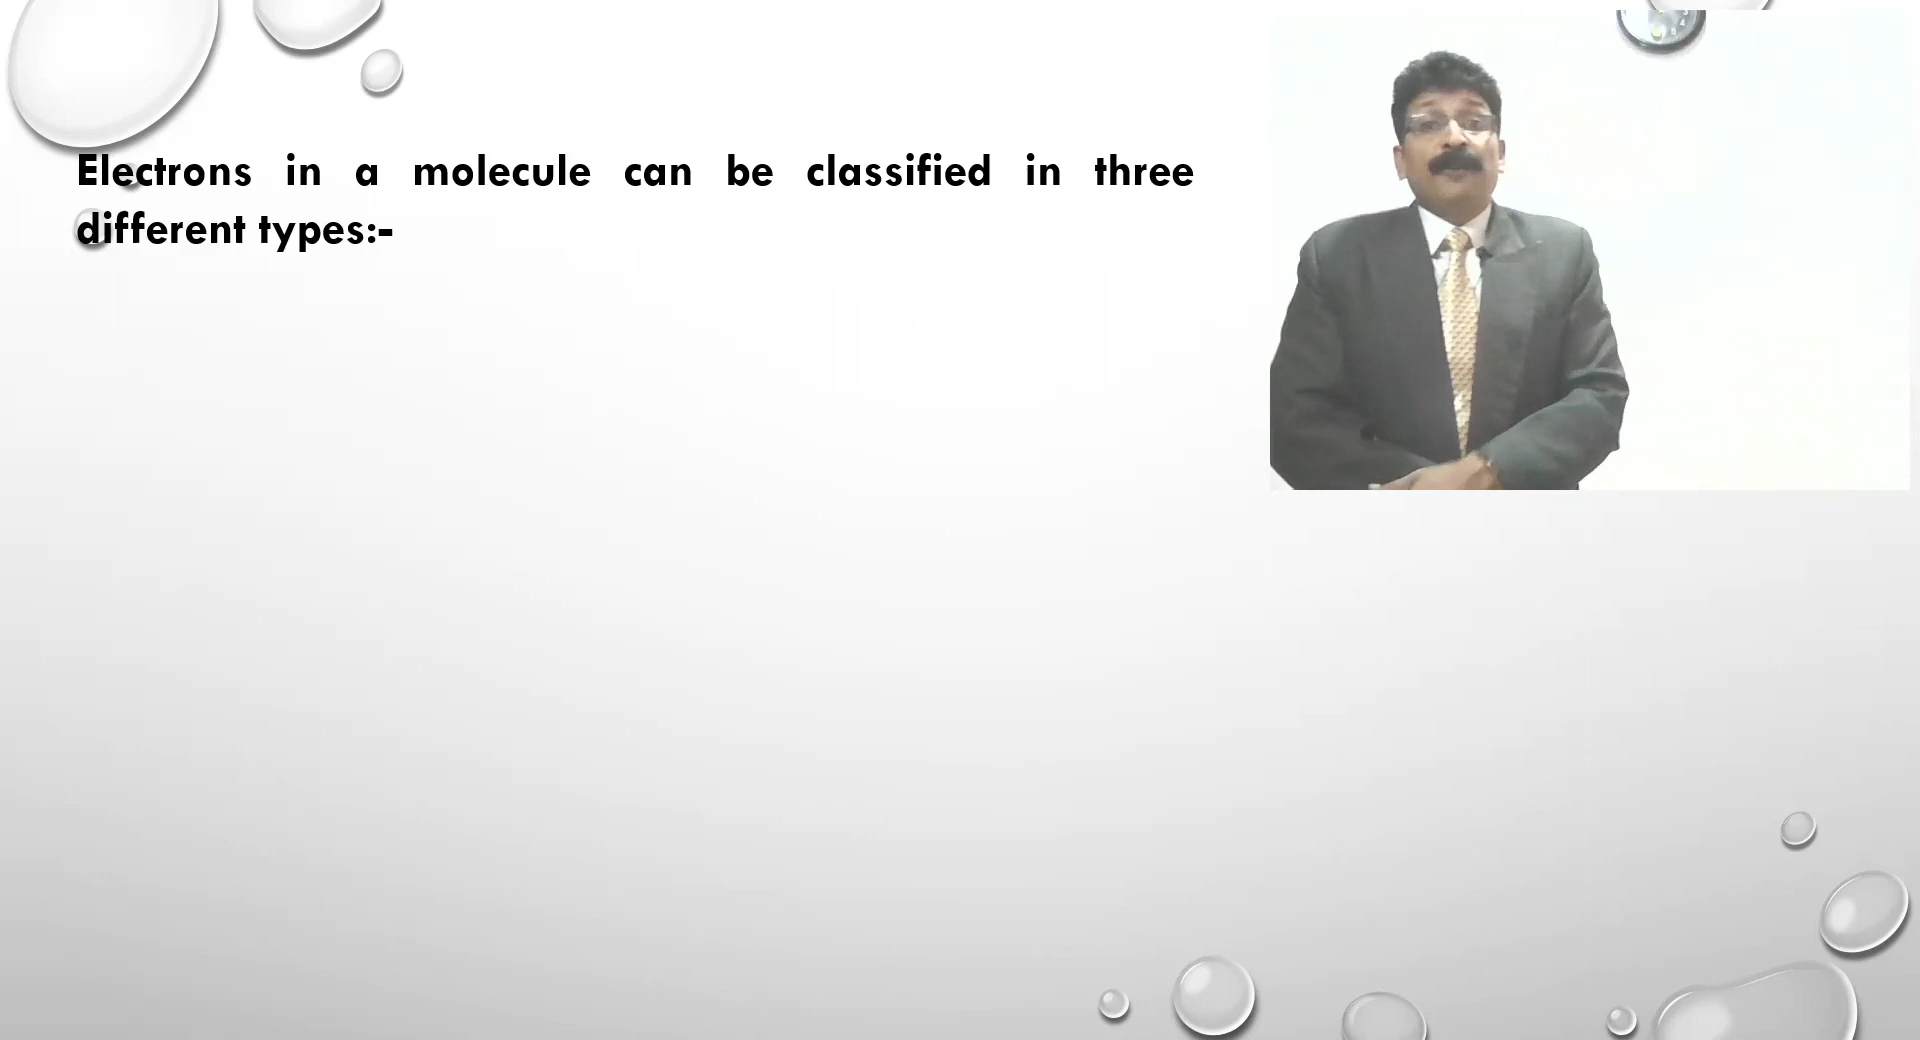 Electrons in a molecule can be classified in three
different types:-